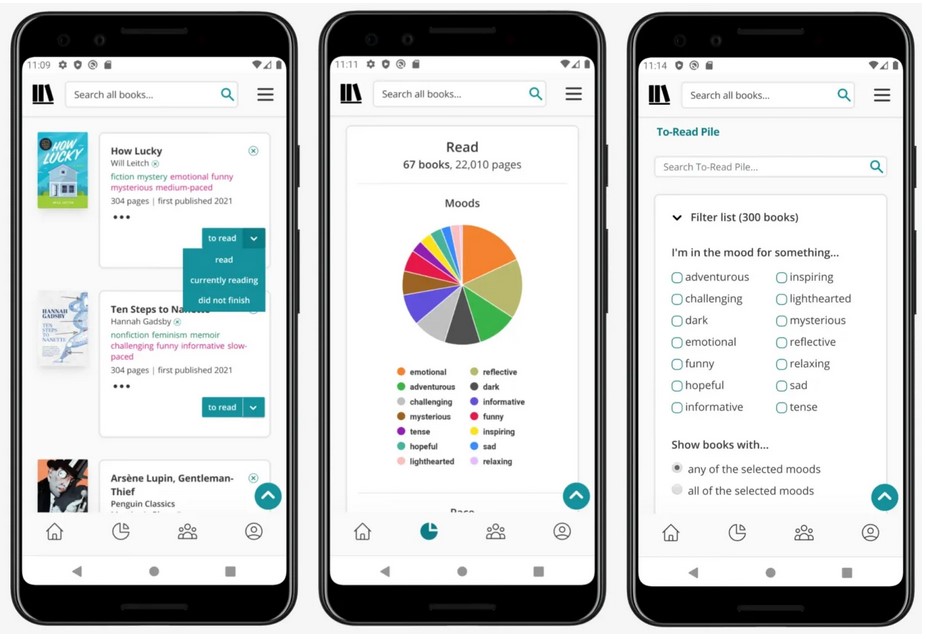 11:09
Search all books...
HOW LUCKY
How Lucky
Will Leitch
fiction mystery emotional funny
mysterious medium-paced
304 pages | first published 2021
to read
read
currently reading
did not finish
HANNAH
GADSBY
TEN
STEPS TO
NANETTE
Ten Steps to Na
Hannah Gadsby
nonfiction feminism memoir
challenging funny informative slow-
paced
304 pages | first published 2021
to read
Arsène Lupin, Gentleman-
Thief
Penguin Classics
11:11
Search all books...
Read
67 books, 22,010 pages
Moods
emotional
reflective
adventurous
dark
challenging
informative
mysterious
funny
tense
inspiring
hopeful
sad
lighthearted
relaxing
Pace
11:14
Search all books...
To-Read Pile
Search To-Read Pile...
Filter list (300 books)
I'm in the mood for something...
adventurous
inspiring
challenging
lighthearted
dark
mysterious
emotional
reflective
funny
relaxing
hopeful
sad
informative
tense
Show books with...
any of the selected moods
all of the selected moods